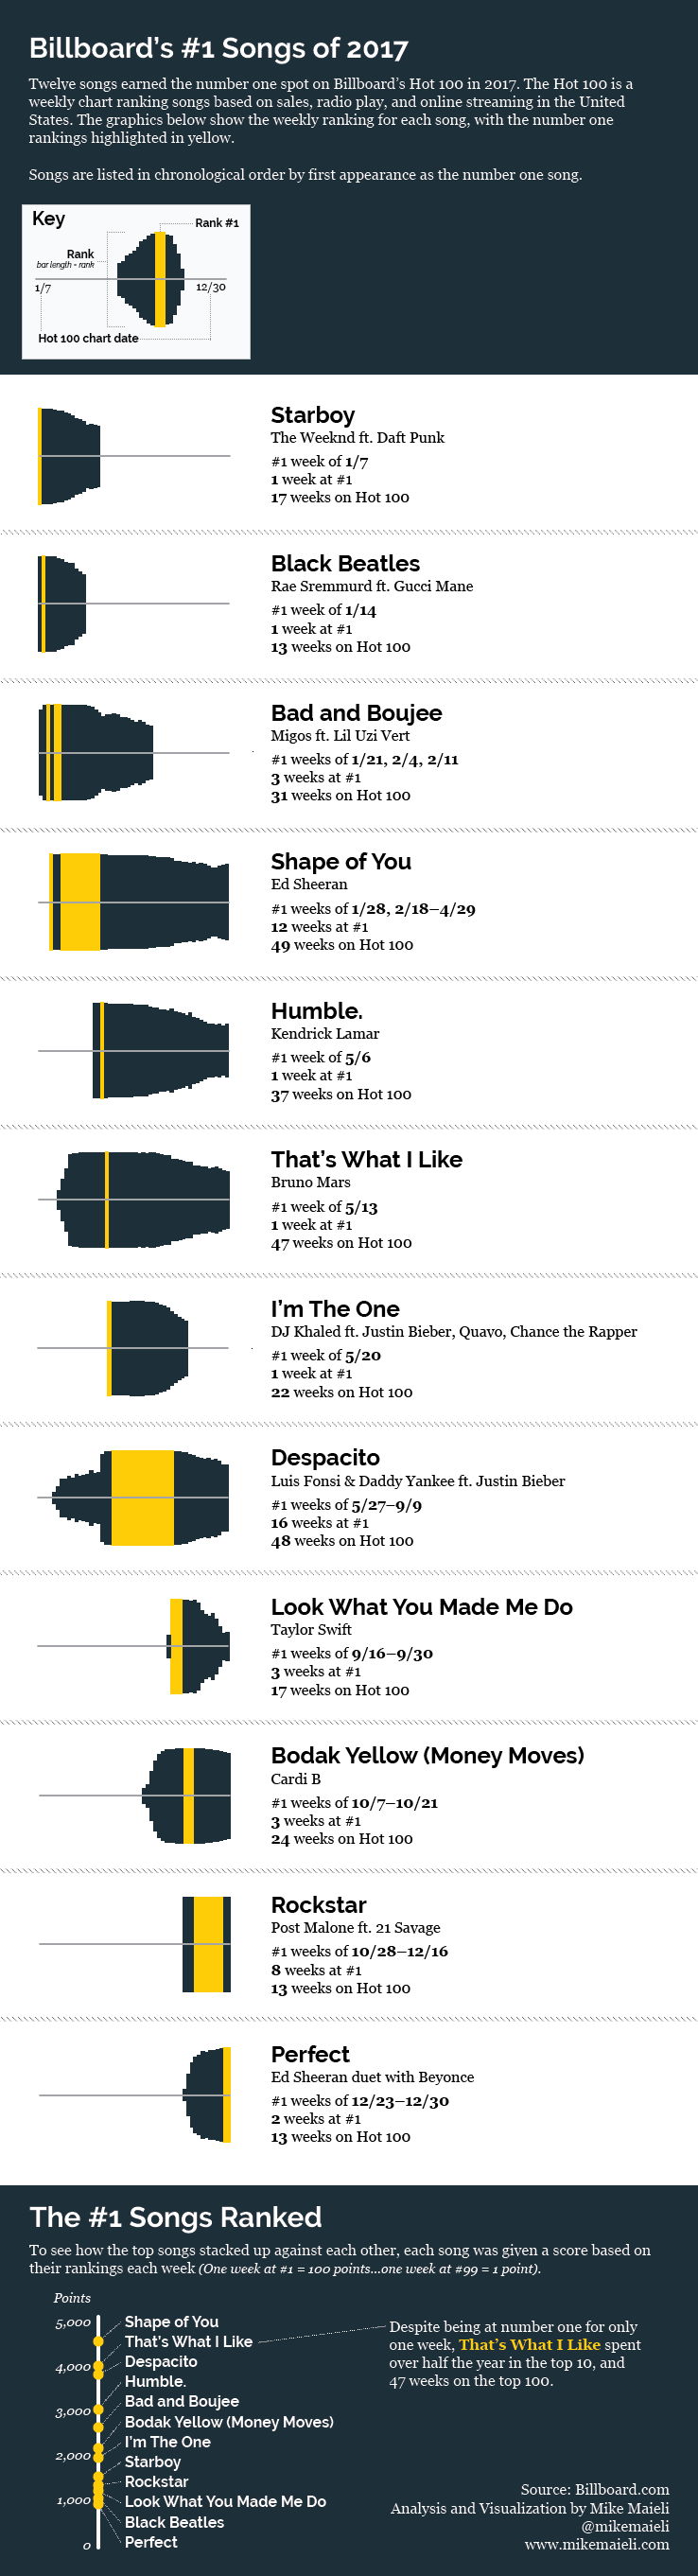 Billboard's #1 Songs of 2017
Twelve songs earned the number one spot on Billboard's Hot 100 in 2017. The Hot 100 is a
weekly chart ranking songs based on sales, radio play, and online streaming in the United
States. The graphics below show the weekly ranking for each song, with the number one
rankings highlighted in yellow.
Songs are listed in chronological order by first appearance as the number one song.
Key
Rank #1
Rank
bar length = rank
1/7
12/30
Hot 100 chart date
Starboy
The Weeknd ft. Daft Punk
#1 week of 1/7
1 week at #1
17 weeks on Hot 100
Black Beatles
Rae Sremmurd ft. Gucci Mane
#1 week of 1/14
1 week at #1
13 weeks on Hot 100
Bad and Boujee
Migos ft. Lil Uzi Vert
#1 weeks of 1/21, 2/4, 2/11
3 weeks at #1
31 weeks on Hot 100
Shape of You
Ed Sheeran
#1 weeks of 1/28, 2/18–4/29
12 weeks at #1
49 weeks on Hot 100
Humble.
Kendrick Lamar
#1 week of 5/6
1 week at #1
37 weeks on Hot 100
That's What I Like
Bruno Mars
#1 week of 5/13
1 week at #1
47 weeks on Hot 100
I'm The One
DJ Khaled ft. Justin Bieber, Quavo, Chance the Rapper
#1 week of 5/20
1 week at #1
22 weeks on Hot 100
Despacito
Luis Fonsi & Daddy Yankee ft. Justin Bieber
#1 weeks of 5/27–9/9
16 weeks at #1
48 weeks on Hot 100
Look What You Made Me Do
Taylor Swift
#1 weeks of 9/16–9/30
3 weeks at #1
17 weeks on Hot 100
Bodak Yellow (Money Moves)
Cardi B
#1 weeks of 10/7–10/21
3 weeks at #1
24 weeks on Hot 100
Rockstar
Post Malone ft. 21 Savage
#1 weeks of 10/28–12/16
8 weeks at #1
13 weeks on Hot 100
Perfect
Ed Sheeran duet with Beyonce
#1 weeks of 12/23–12/30
2 weeks at #1
13 weeks on Hot 100
The #1 Songs Ranked
To see how the top songs stacked up against each other, each song was given a score based on
their rankings each week (One week at #1 = 100 points...one week at #99 = 1 point).
Points
5,000
4,000
3,000
2,000
1,000
0
Shape of You
That's What I Like
Despacito
Humble.
Bad and Boujee
Bodak Yellow (Money Moves)
I'm The One
Starboy
Rockstar
Look What You Made Me Do
Black Beatles
Perfect
Despite being at number one for only
one week, That's What I Like spent
over half the year in the top 10, and
47 weeks on the top 100.
Source: Billboard.com
Analysis and Visualization by Mike Maieli
@mikemaieli
www.mikemaieli.com